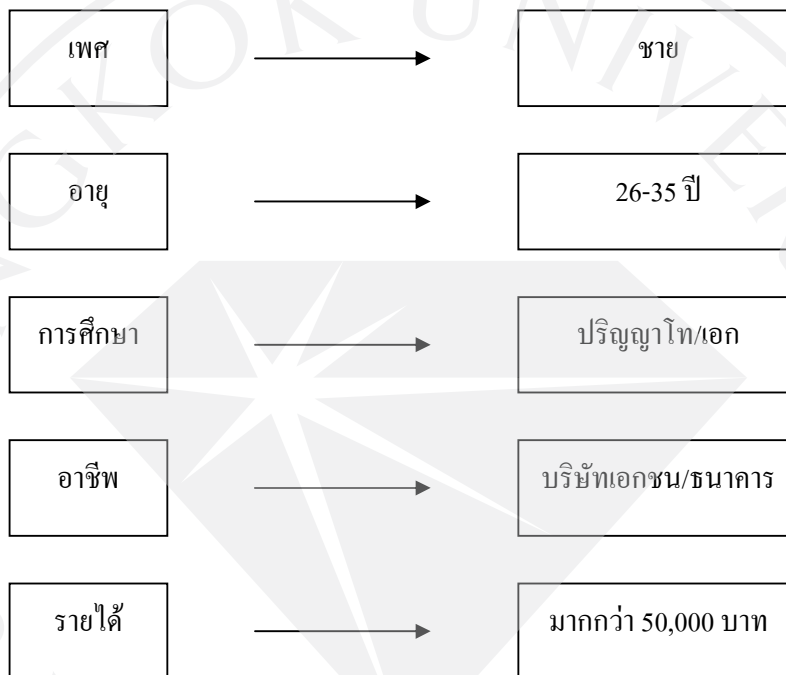 เพศ ชาย
อายุ 26-35 ปี
การศึกษา ปริญญาโท/เอก
อาชีพ บริษัทเอกชน/ธนาคาร
รายได้ มากกว่า 50,000 บาท